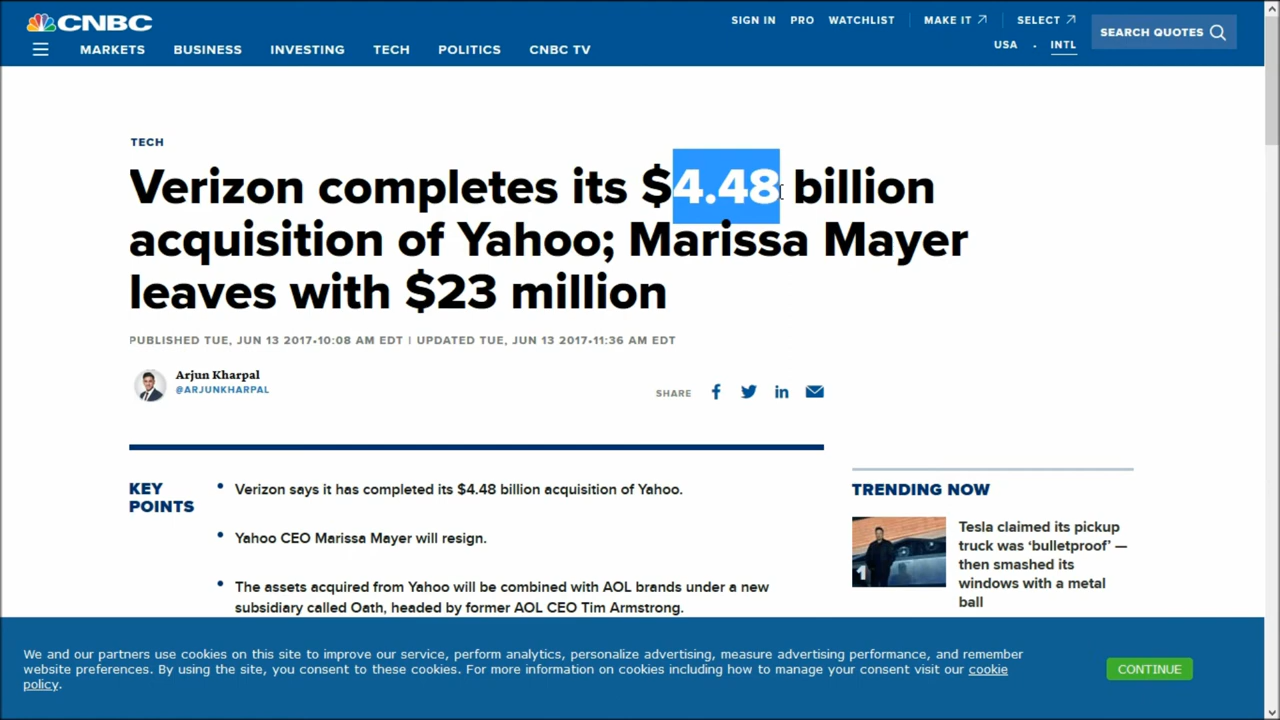 CNBC
SIGN IN PRO WATCHLIST MAKE IT SELECT
USA · INTL
SEARCH QUOTES
MARKETS BUSINESS INVESTING TECH POLITICS CNBC TV
TECH
Verizon completes its $4.48 billion
acquisition of Yahoo; Marissa Mayer
leaves with $23 million
PUBLISHED TUE, JUN 13 2017•10:08 AM EDT | UPDATED TUE, JUN 13 2017•11:36 AM EDT
Arjun Kharpal
@ARJUNKHARPAL
SHARE
KEY
POINTS
• Verizon says it has completed its $4.48 billion acquisition of Yahoo.
• Yahoo CEO Marissa Mayer will resign.
• The assets acquired from Yahoo will be combined with AOL brands under a new
subsidiary called Oath, headed by former AOL CEO Tim Armstrong.
TRENDING NOW
1
Tesla claimed its pickup
truck was ‘bulletproof’ —
then smashed its
windows with a metal
ball
We and our partners use cookies on this site to improve our service, perform analytics, personalize advertising, measure advertising performance, and remember
website preferences. By using the site, you consent to these cookies. For more information on cookies including how to manage your consent visit our cookie
policy.
CONTINUE